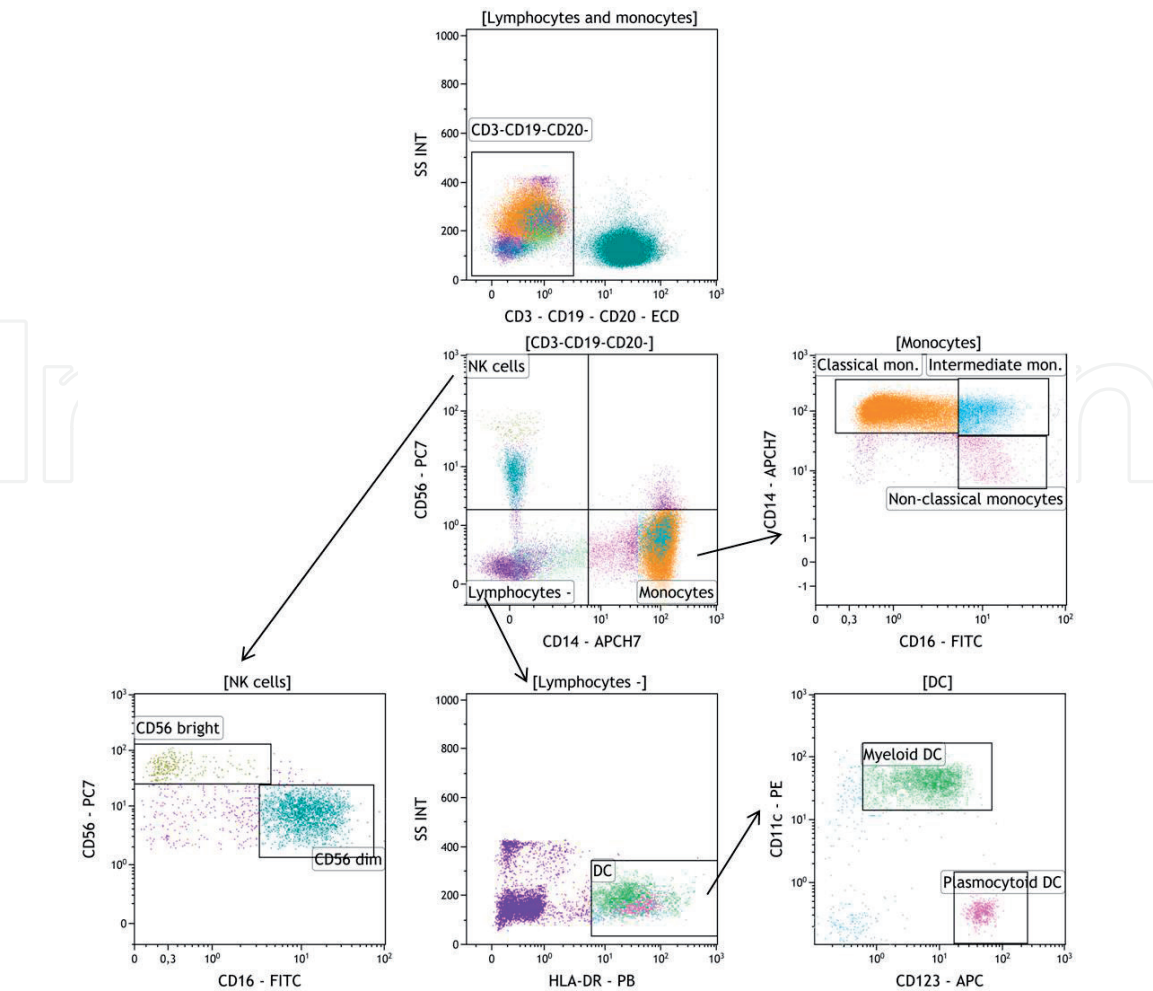 [Lymphocytes and monocytes]
1000
800
600
400
200
0
SS INT
CD3-CD19-CD20-
0 10⁰ 10¹ 10² 10³
CD3 - CD19 - CD20 - ECD
[CD3-CD19-CD20-]
10³
10²
10¹
10⁰
0
CD56 - PC7
NK cells
Lymphocytes -
Monocytes
0 10¹ 10² 10³
CD14 - APCH7
[Monocytes]
10³
10²
10¹
1
0
-1
CD14 - APCH7
Classical mon.
Intermediate mon.
Non-classical monocytes
0 0,3 10⁰ 10¹ 10²
CD16 - FITC
[NK cells]
10³
10²
10¹
10⁰
0
CD56 - PC7
CD56 bright
CD56 dim
0 0,3 10⁰ 10¹ 10²
CD16 - FITC
[Lymphocytes -]
1000
800
600
400
200
0
SS INT
DC
0 10⁰ 10¹ 10² 10³
HLA-DR - PB
[DC]
10³
10²
10¹
10⁰
CD11c - PE
Myeloid DC
Plasmocytoid DC
10⁰ 10¹ 10² 10³
CD123 - APC